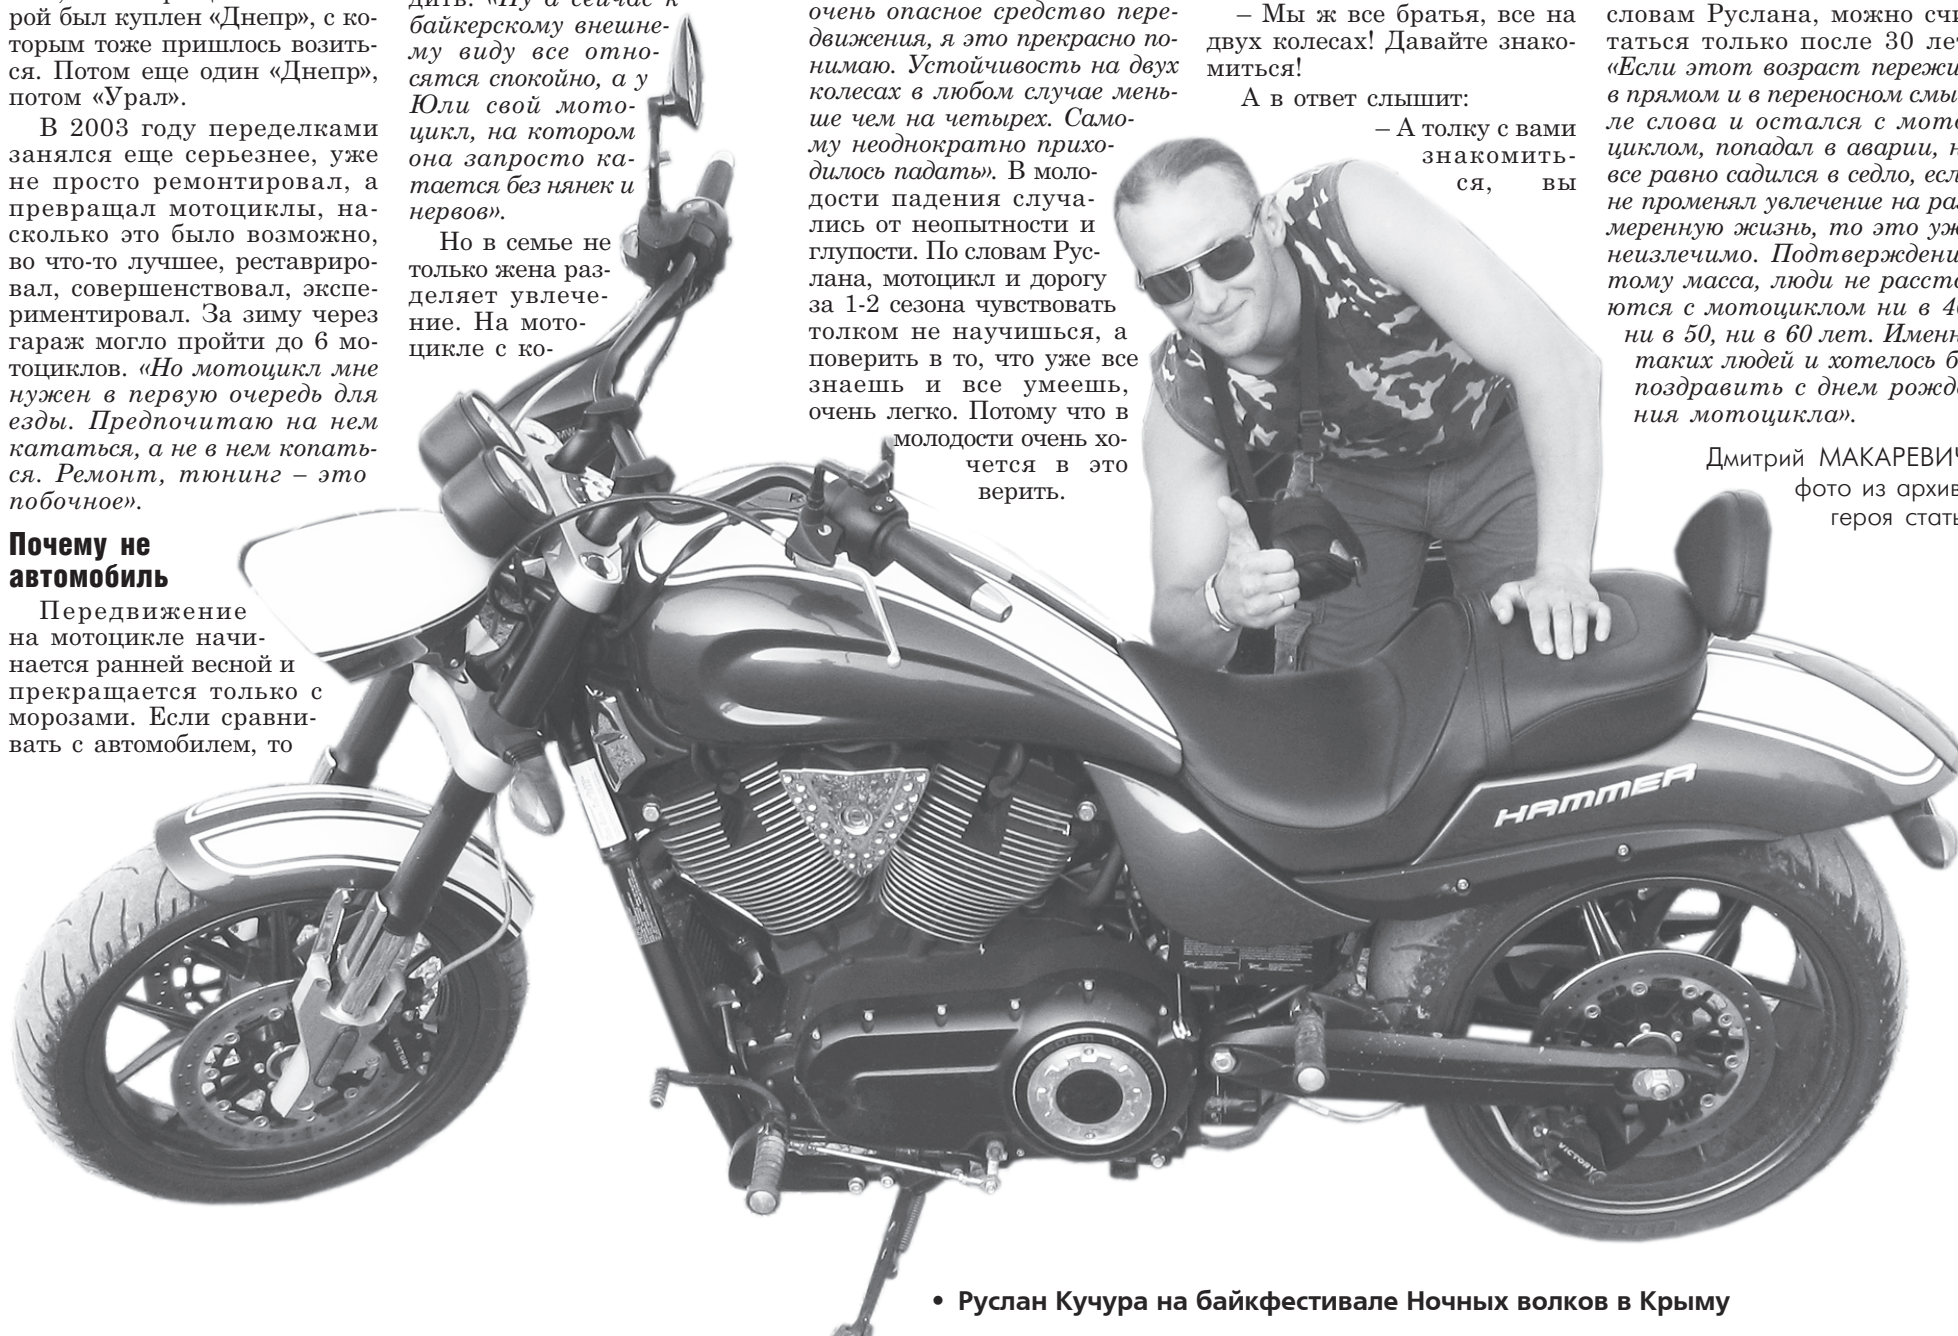 рой был куплен «Днепр», с ко-
торым тоже пришлось возить-
ся. Потом еще один «Днепр»,
потом «Урал».
В 2003 году переделками
занялся еще серьезнее, уже
не просто ремонтировал, а
превращал мотоциклы, на-
сколько это было возможно,
во что-то лучшее, реставриро-
вал, совершенствовал, экспе-
риментировал. За зиму через
гараж могло пройти до 6 мо-
тоциклов. «Но мотоцикл мне
нужен в первую очередь для
езды. Предпочитаю на нем
кататься, а не в нем копать-
ся. Ремонт, тюнинг – это
побочное».
Почему не
автомобиль
Передвижение
на мотоцикле начи-
нается ранней весной и
прекращается только с
морозами. Если сравни-
вать с автомобилем, то
дить. «Ну а сейчас к
байкерскому внешне-
му виду все отно-
сятся спокойно, а у
Юли свой мото-
цикл, на котором
она запросто ка-
тается без нянек и
нервов».
Но в семье не
только жена раз-
деляет увлече-
ние. На мото-
цикле с ко-
очень опасное средство пере-
движения, я это прекрасно по-
нимаю. Устойчивость на двух
колесах в любом случае мень-
ше чем на четырех. Само-
му неоднократно прихо-
дилось падать». В моло-
дости падения случа-
лись от неопытности и
глупости. По словам Рус-
лана, мотоцикл и дорогу
за 1-2 сезона чувствовать
толком не научишься, а
поверить в то, что уже все
знаешь и все умеешь,
очень легко. Потому что в
молодости очень хо-
чется в это
верить.
– Мы ж все братья, все на
двух колесах! Давайте знако-
миться!
А в ответ слышит:
– А толку с вами
знакомить-
ся, вы
словам Руслана, можно счи
таться только после 30 лет
«Если этот возраст пережи
в прямом и в переносном смыс
ле слова и остался с мото
циклом, попадал в аварии, н
все равно садился в седло, есл
не променял увлечение на раз
меренную жизнь, то это уж
неизлечимо. Подтверждени
тому масса, люди не расста
ются с мотоциклом ни в 40
ни в 50, ни в 60 лет. Именн
таких людей и хотелось б
поздравить с днем рожде
ния мотоцикла».
Дмитрий МАКАРЕВИЧ
фото из архив
героя стать
HAMMER
VICTORY
VICTORY
• Руслан Кучура на байкфестивале Ночных волков в Крыму